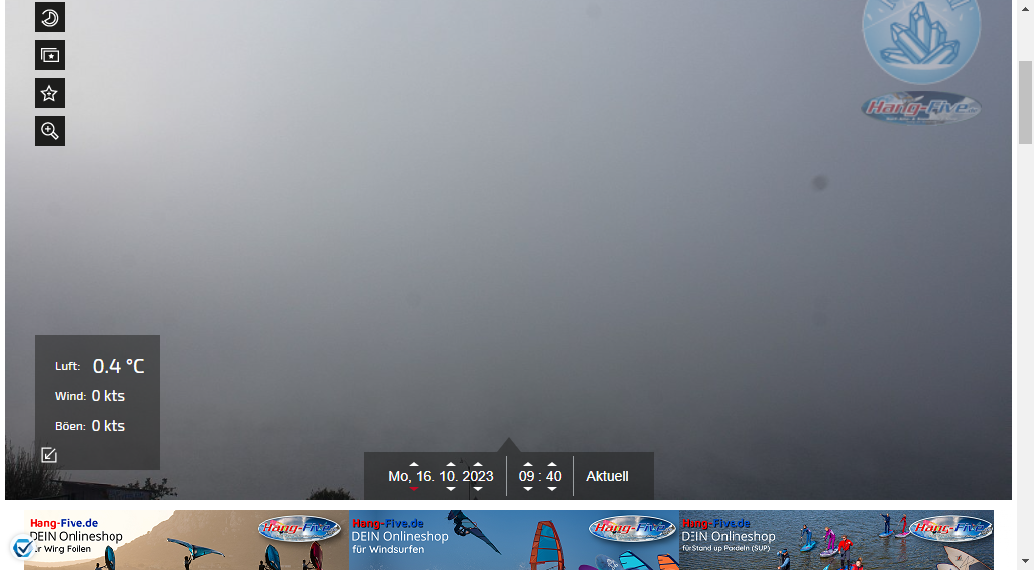 Hang-Five.de
Luft: 0.4 °C
Wind: 0 kts
Böen: 0 kts
Mo, 16. 10. 2023 09 : 40 Aktuell
Hang-Five.de
DEIN Onlineshop
für Wing Foilen
Hang-Five
Hang-Five.de
DEIN Onlineshop
für Windsurfen
Hang-Five
Hang-Five.de
DEIN Onlineshop
für Stand up Paddeln (SUP)
Hang-Five